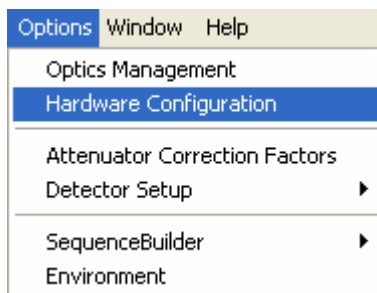 Options Window Help
Optics Management
Hardware Configuration
Attenuator Correction Factors
Detector Setup
SequenceBuilder
Environment